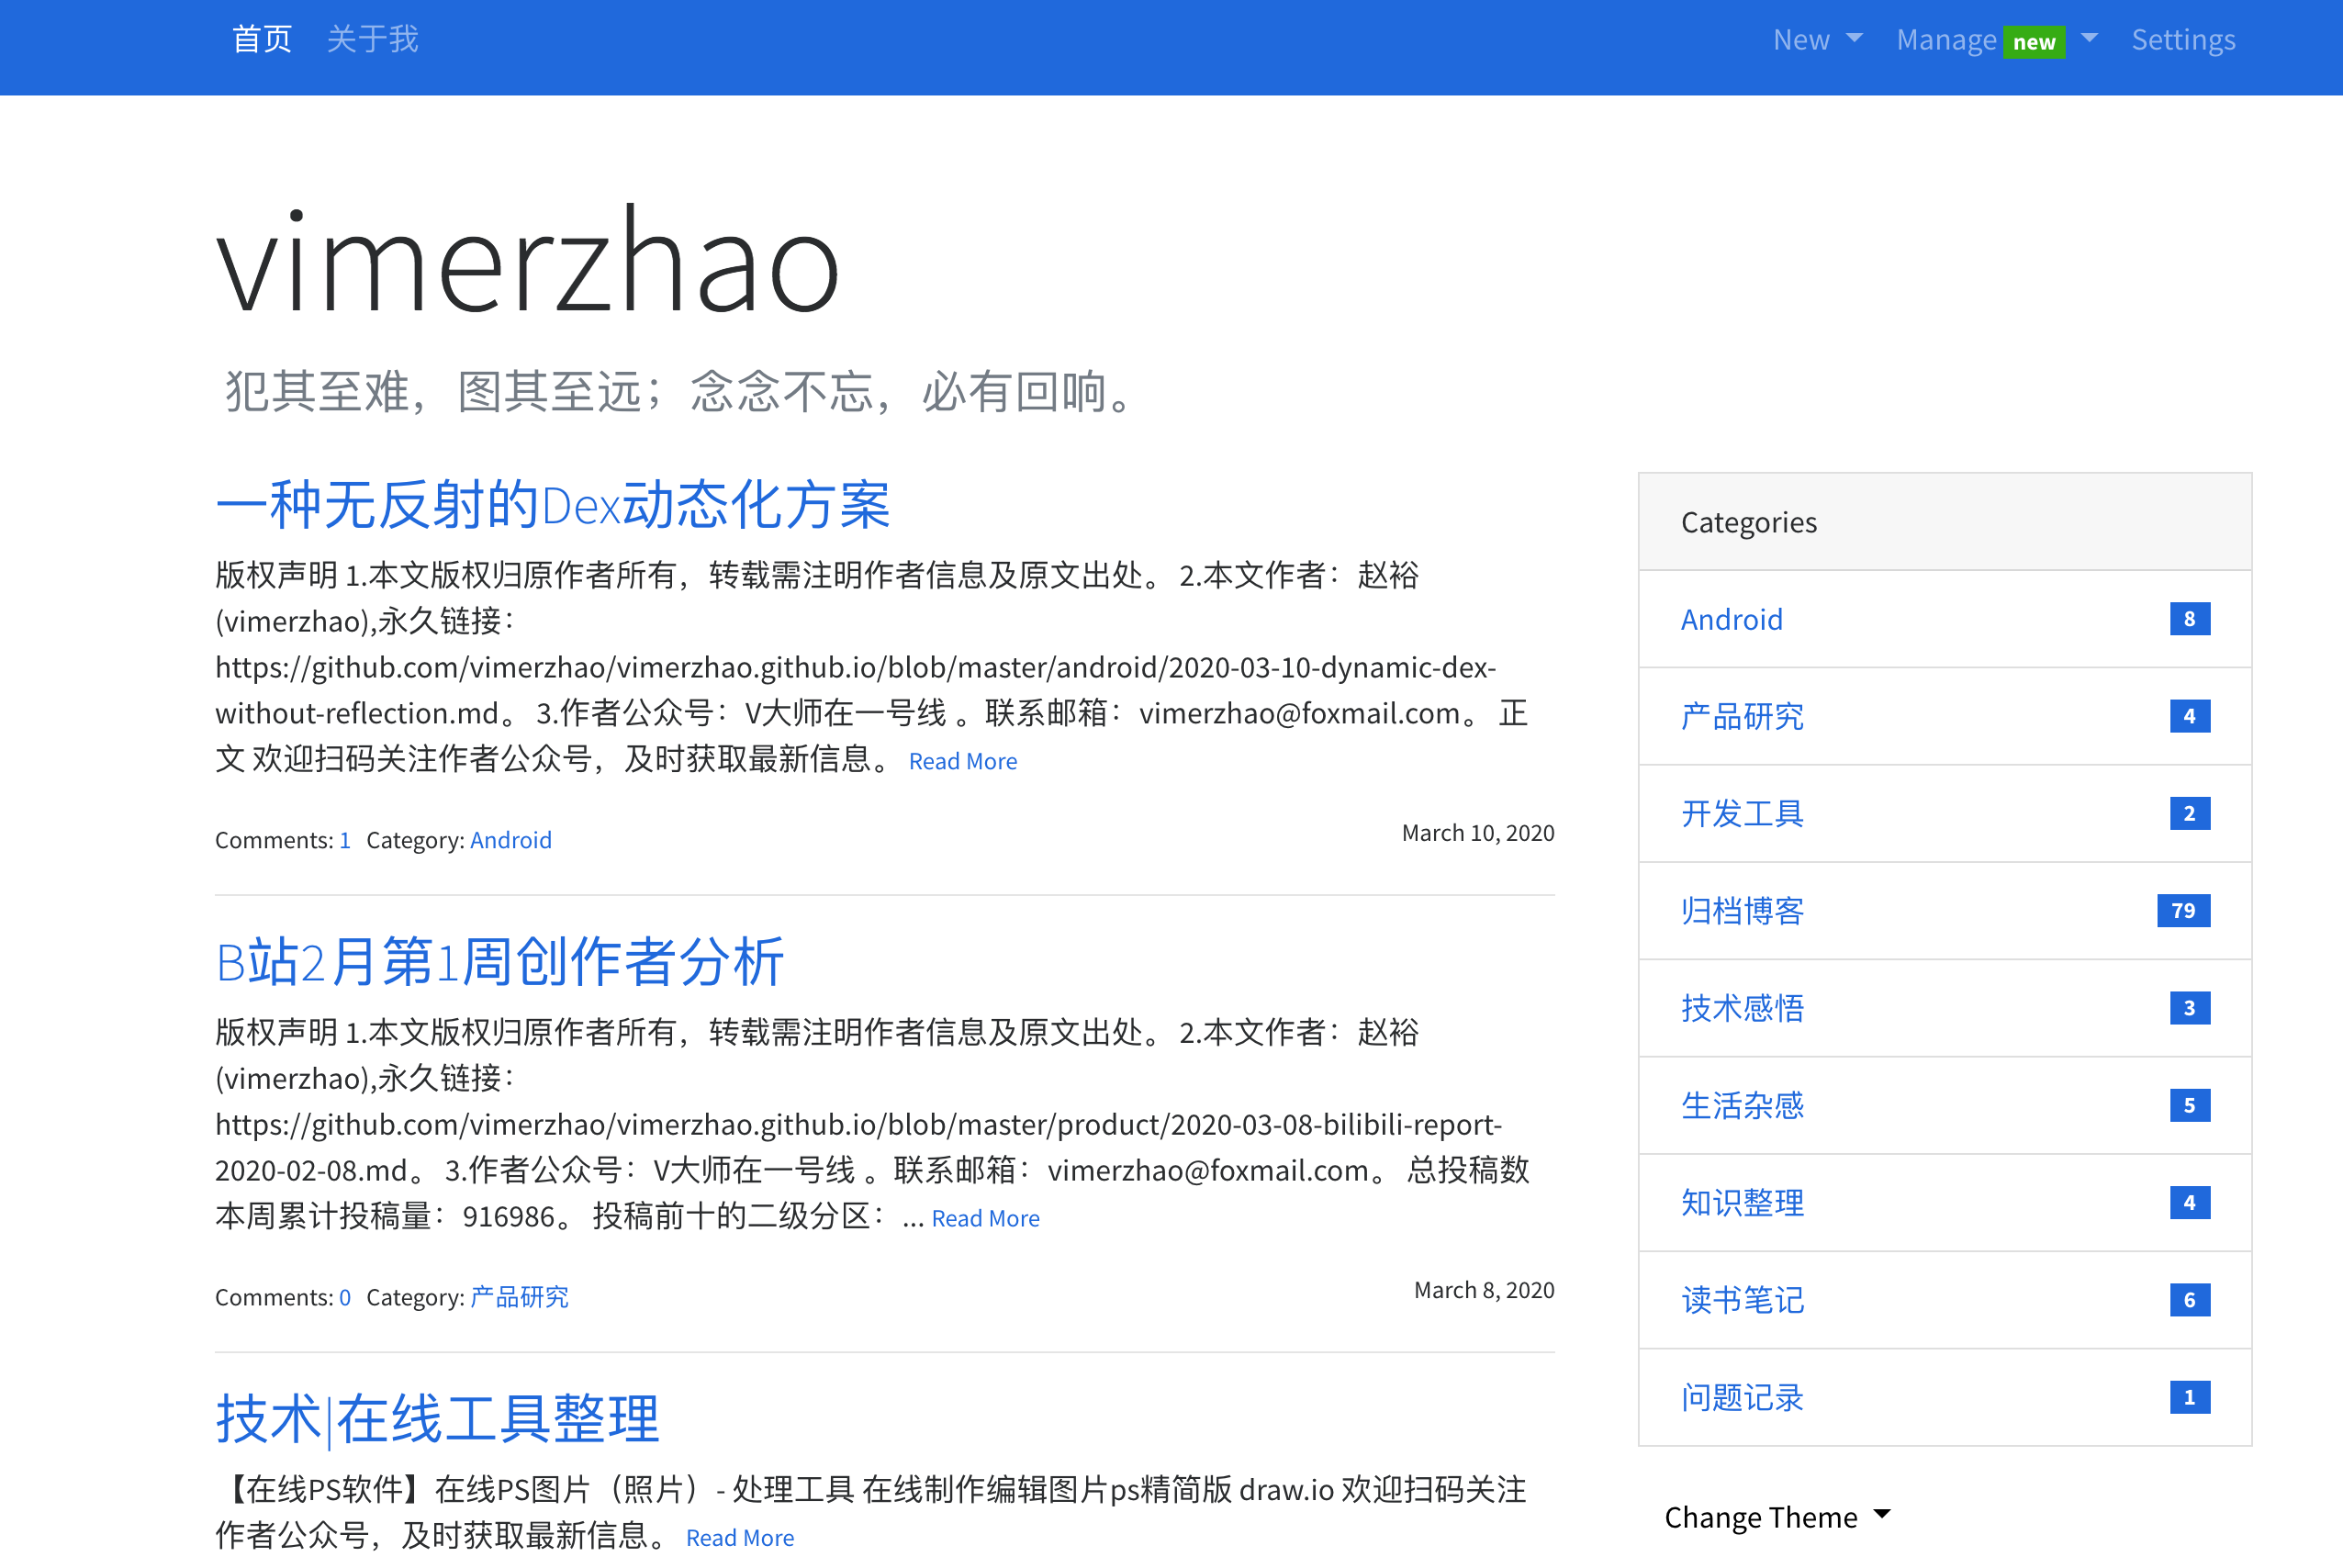 首页 关于我 New Manage new Settings
vimerzhao
犯其至难，图其至远；念念不忘，必有回响。
一种无反射的Dex动态化方案
版权声明 1.本文版权归原作者所有，转载需注明作者信息及原文出处。 2.本文作者：赵裕
(vimerzhao),永久链接：
https://github.com/vimerzhao/vimerzhao.github.io/blob/master/android/2020-03-10-dynamic-dex-
without-reflection.md。 3.作者公众号：V大师在一号线 。联系邮箱：vimerzhao@foxmail.com。 正
文 欢迎扫码关注作者公众号，及时获取最新信息。 Read More
Comments: 1 Category: Android
March 10, 2020
B站2月第1周创作者分析
版权声明 1.本文版权归原作者所有，转载需注明作者信息及原文出处。 2.本文作者：赵裕
(vimerzhao),永久链接：
https://github.com/vimerzhao/vimerzhao.github.io/blob/master/product/2020-03-08-bilibili-report-
2020-02-08.md。 3.作者公众号：V大师在一号线 。联系邮箱：vimerzhao@foxmail.com。 总投稿数
本周累计投稿量：916986。 投稿前十的二级分区：... Read More
Comments: 0 Category: 产品研究
March 8, 2020
技术|在线工具整理
【在线PS软件】在线PS图片（照片）- 处理工具 在线制作编辑图片ps精简版 draw.io 欢迎扫码关注
作者公众号，及时获取最新信息。 Read More
Categories
Android 8
产品研究 4
开发工具 2
归档博客 79
技术感悟 3
生活杂感 5
知识整理 4
读书笔记 6
问题记录 1
Change Theme